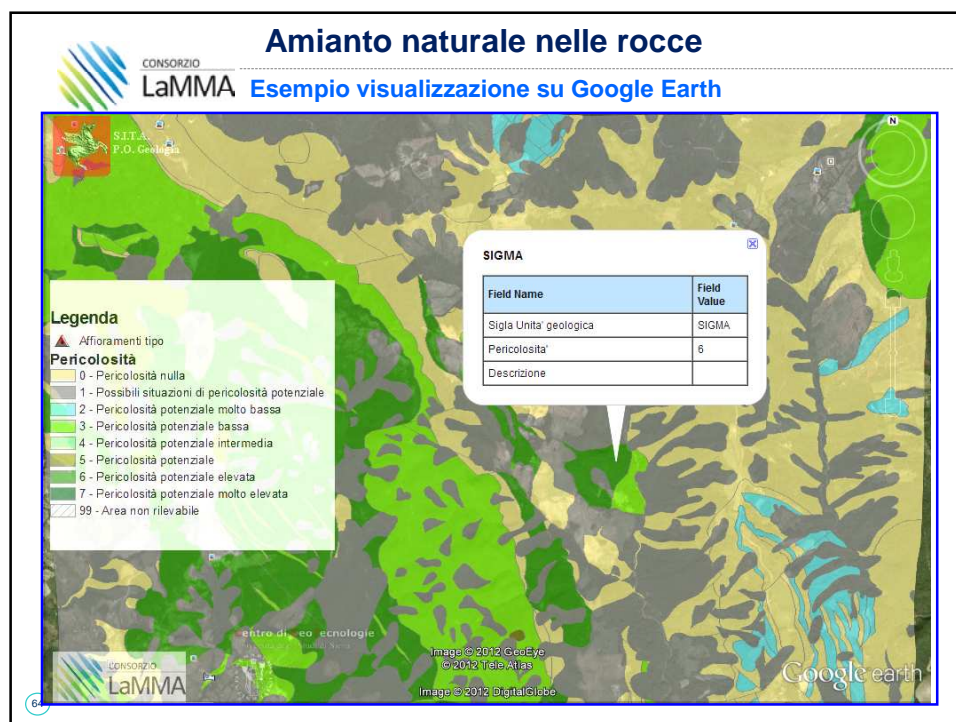 Amianto naturale nelle rocce
CONSORZIO
LaMMA
Esempio visualizzazione su Google Earth
S.I.T.A.
P.O. Geologia
N
SIGMA
Field Name Field Value
Sigla Unita' geologica SIGMA
Pericolosita' 6
Descrizione
Legenda
Affioramenti tipo
Pericolosità
0 - Pericolosità nulla
1 - Possibili situazioni di pericolosità potenziale
2 - Pericolosità potenziale molto bassa
3 - Pericolosità potenziale bassa
4 - Pericolosità potenziale intermedia
5 - Pericolosità potenziale
6 - Pericolosità potenziale elevata
7 - Pericolosità potenziale molto elevata
99 - Area non rilevabile
entro di eo ecnologie
Image © 2012 GeoEye
© 2012 Tele Atlas
Image © 2012 DigitalGlobe
CONSORZIO
LaMMA
Google earth
64